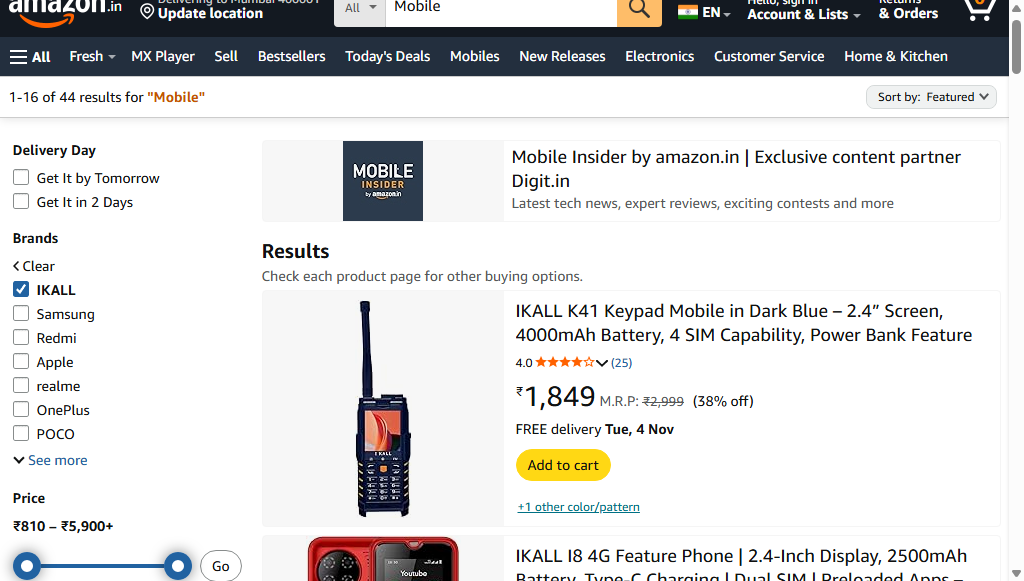 amazon.in
Delivering to Mumbai 400001
Update location
All
Mobile
EN
Hello, sign in
Account & Lists
Returns
& Orders
0
All
Fresh
MX Player
Sell
Bestsellers
Today's Deals
Mobiles
New Releases
Electronics
Customer Service
Home & Kitchen
1-16 of 44 results for "Mobile"
Sort by: Featured
Delivery Day
Get It by Tomorrow
Get It in 2 Days
Brands
Clear
IKALL
Samsung
Redmi
Apple
realme
OnePlus
POCO
See more
Price
₹810 – ₹5,900+
Go
MOBILE
INSIDER
by amazon.in
Mobile Insider by amazon.in | Exclusive content partner
Digit.in
Latest tech news, expert reviews, exciting contests and more
Results
Check each product page for other buying options.
IKALL
IKALL K41 Keypad Mobile in Dark Blue – 2.4” Screen,
4000mAh Battery, 4 SIM Capability, Power Bank Feature
4.0 (25)
₹1,849 M.R.P: ₹2,999 (38% off)
FREE delivery Tue, 4 Nov
Add to cart
+1 other color/pattern
Youtube
IKALL I8 4G Feature Phone | 2.4-Inch Display, 2500mAh
Battery, Type-C Charging | Dual SIM | Preloaded Apps –